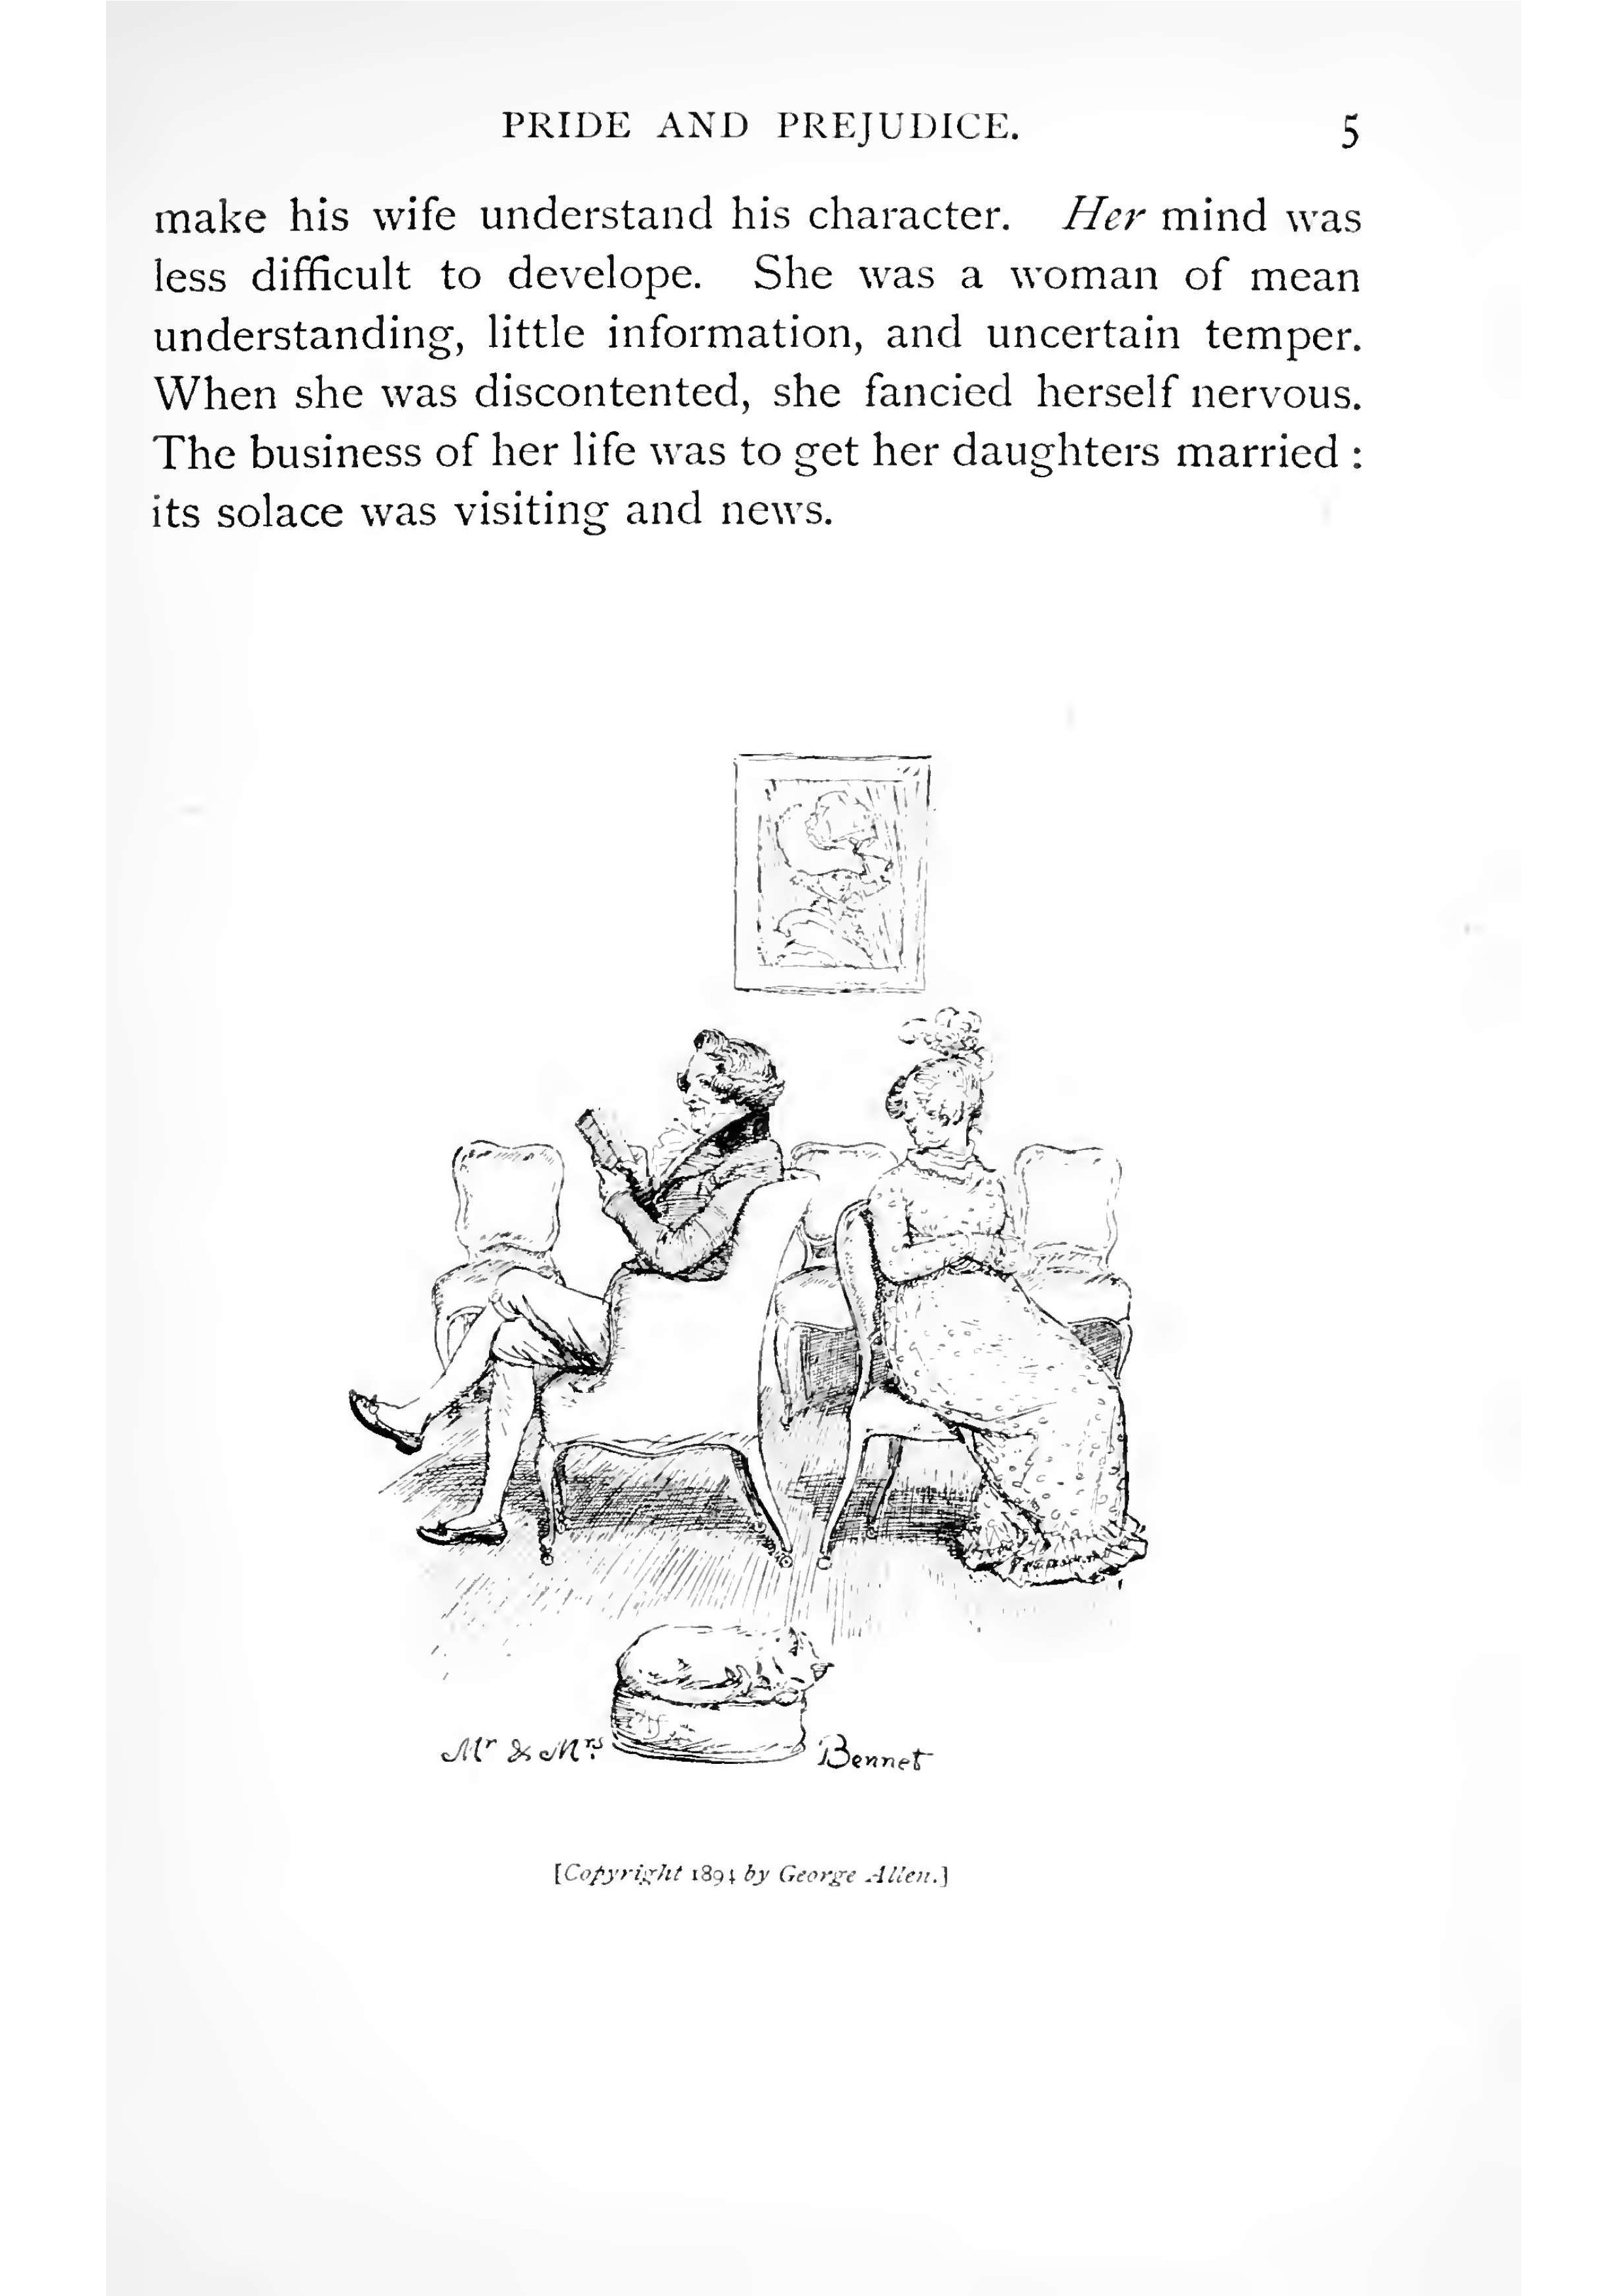 PRIDE AND PREJUDICE. 5
make his wife understand his character. Her mind was
less difficult to develope. She was a woman of mean
understanding, little information, and uncertain temper.
When she was discontented, she fancied herself nervous.
The business of her life was to get her daughters married :
its solace was visiting and news.
Mr & Mrs. Bennet
[Copyright 1894 by George Allen.]